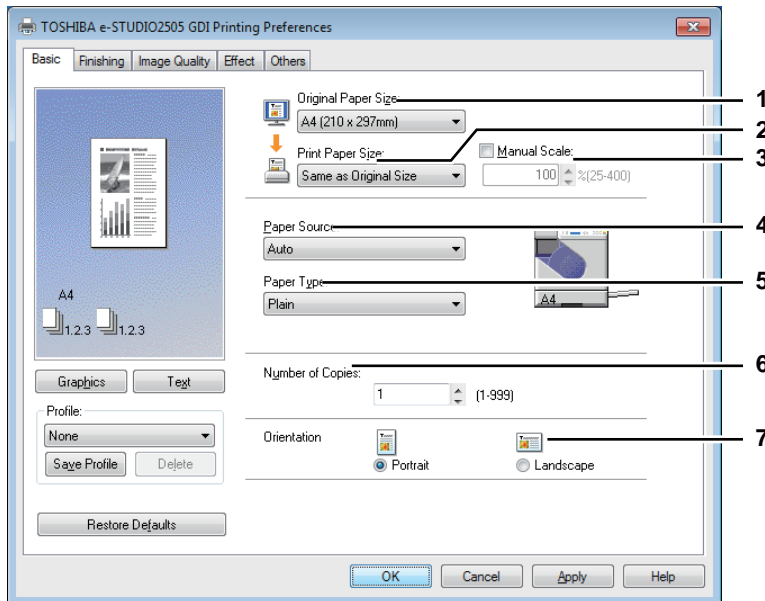 TOSHIBA e-STUDIO2505 GDI Printing Preferences
Basic Finishing Image Quality Effect Others
Original Paper Size:
1
A4 (210 x 297mm)
2
Print Paper Size:
Manual Scale:
3
Same as Original Size
100 %(25-400)
Paper Source:
4
Auto
Paper Type:
5
Plain
A4
A4
1.2.3 1.2.3
Number of Copies:
6
1 (1-999)
Graphics Text
Profile:
None
Save Profile Delete
Orientation
7
Portrait Landscape
Restore Defaults
OK Cancel Apply Help